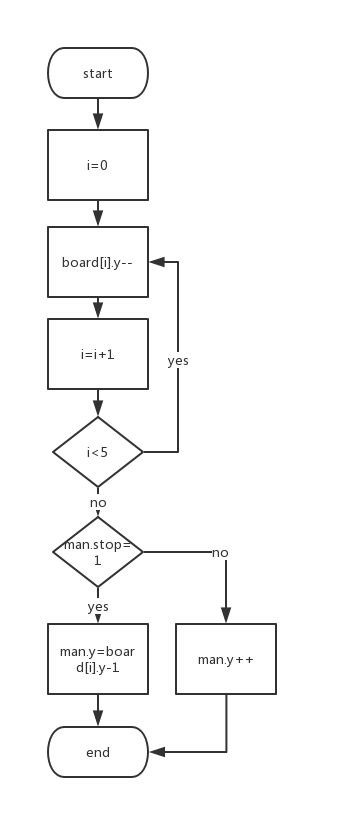 start
i=0
board[i].y--
i=i+1
yes
i<5
no
man.stop=
1
no
yes
man.y=boar
d[i].y-1
man.y++
end